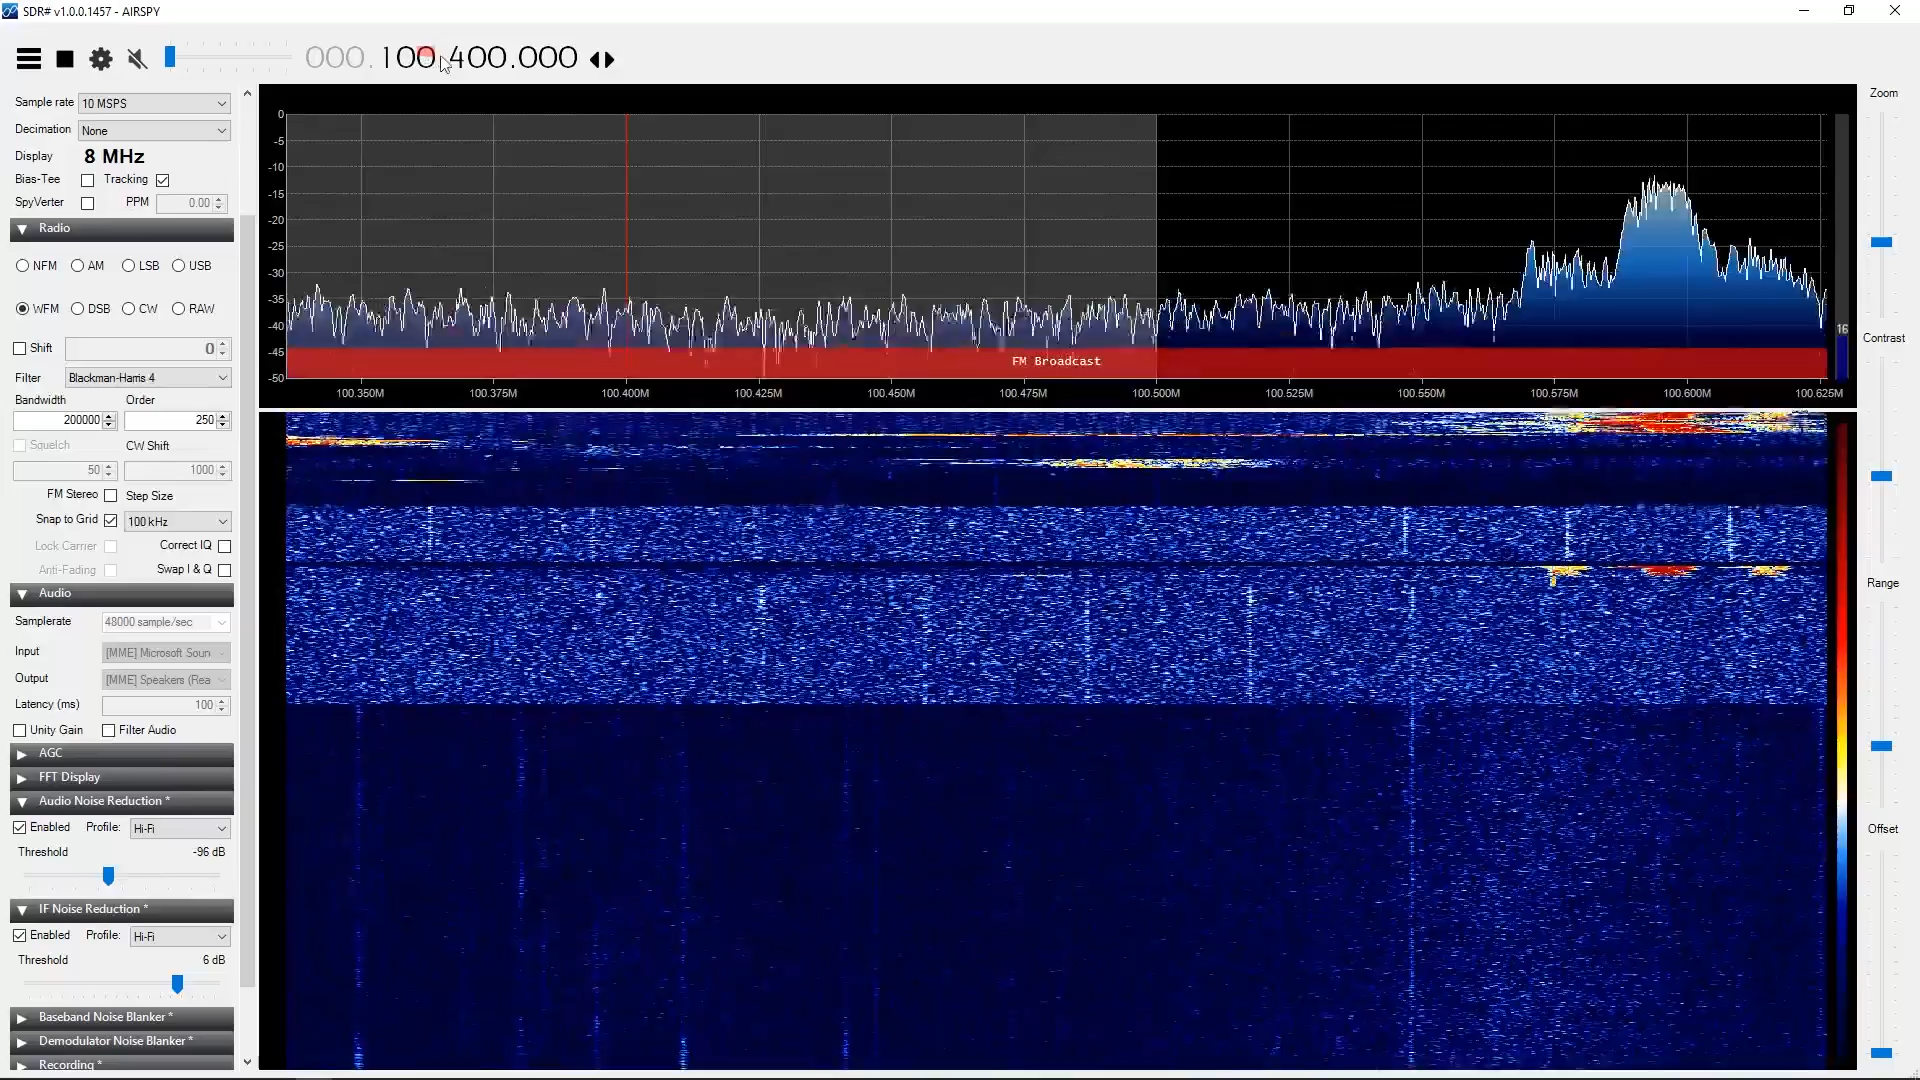 SDR# v1.0.0.1457 - AIRSPY
000.100.400.000
Sample rate 10 MSPS
Decimation None
Display 8 MHz
Bias-Tee Tracking
SpyVerter PPM 0.00
Radio
NFM AM LSB USB
WFM DSB CW RAW
Shift 0
Filter Blackman-Harris 4
Bandwidth Order
200000 250
Squelch CW Shift
50 1000
FM Stereo Step Size
Snap to Grid 100 kHz
Lock Carrier Correct IQ
Anti-Fading Swap I & Q
Audio
Samplerate 48000 sample/sec
Input [MME] Microsoft Soun
Output [MME] Speakers (Rea
Latency (ms) 100
Unity Gain Filter Audio
AGC
FFT Display
Audio Noise Reduction *
Enabled Profile: Hi-Fi
Threshold -96 dB
IF Noise Reduction *
Enabled Profile: Hi-Fi
Threshold 6 dB
Baseband Noise Blanker *
Demodulator Noise Blanker *
Recording *
0
-5
-10
-15
-20
-25
-30
-35
-40
-45
-50
FM Broadcast
16
100.350M 100.375M 100.400M 100.425M 100.450M 100.475M 100.500M 100.525M 100.550M 100.575M 100.600M 100.625M
Zoom
Contrast
Range
Offset